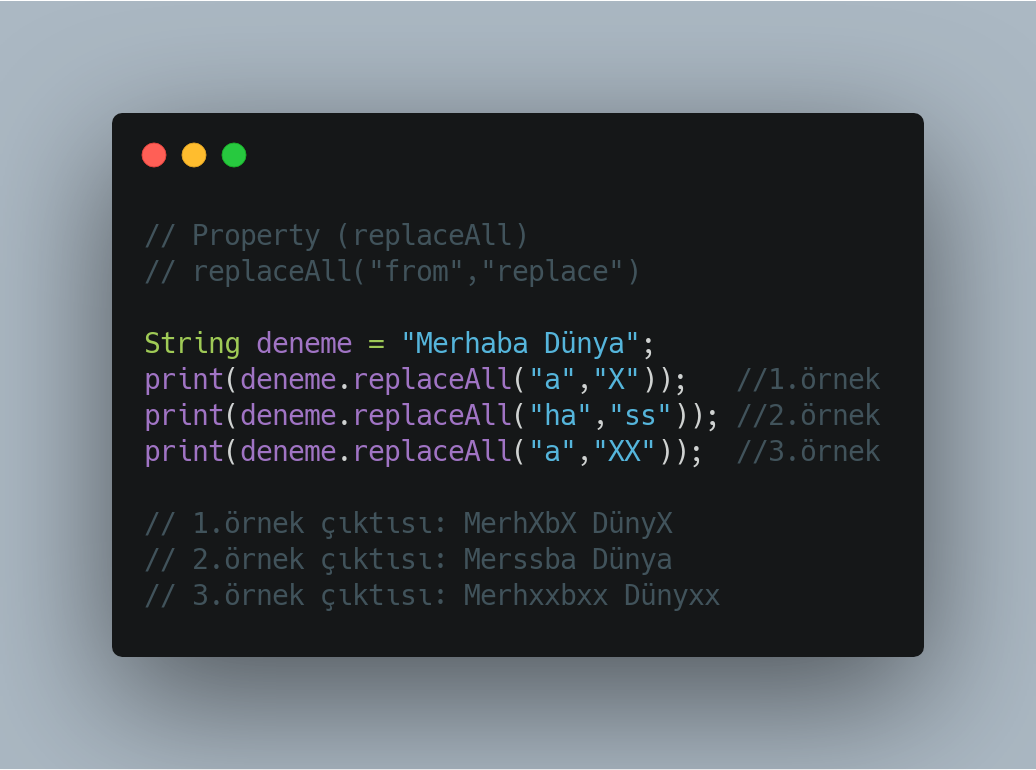 // Property (replaceAll)
// replaceAll("from","replace")
String deneme = "Merhaba Dünya";
print(deneme.replaceAll("a","X"));   //1.örnek
print(deneme.replaceAll("ha","ss")); //2.örnek
print(deneme.replaceAll("a","XX"));  //3.örnek
// 1.örnek çıktısı: MerhXbX DünyX
// 2.örnek çıktısı: Merssba Dünya
// 3.örnek çıktısı: Merhxxbxx Dünyxx